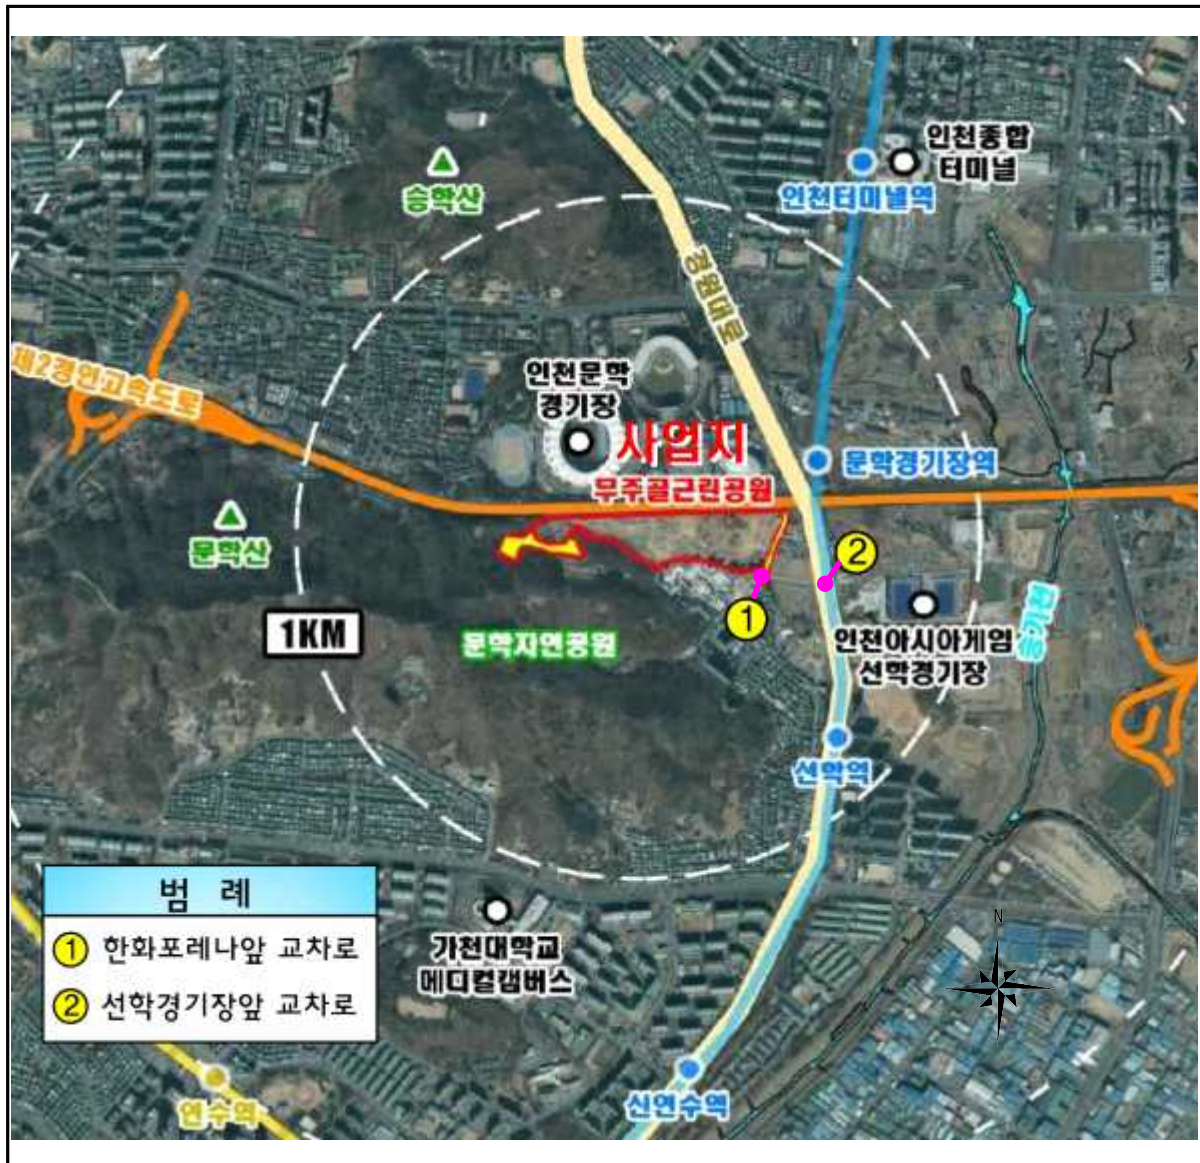 인천종합
터미널
승학산
인천터미널역
경원대로
제2경인고속도로
인천문학
경기장
사업지
무주골근린공원
문학경기장역
문학산
②
①
1KM
문학자연공원
인천아시아게임
선학경기장
승기천
선학역
범 례
① 한화포레나앞 교차로
② 선학경기장앞 교차로
가천대학교
메디컬캠버스
N
연수역
신연수역